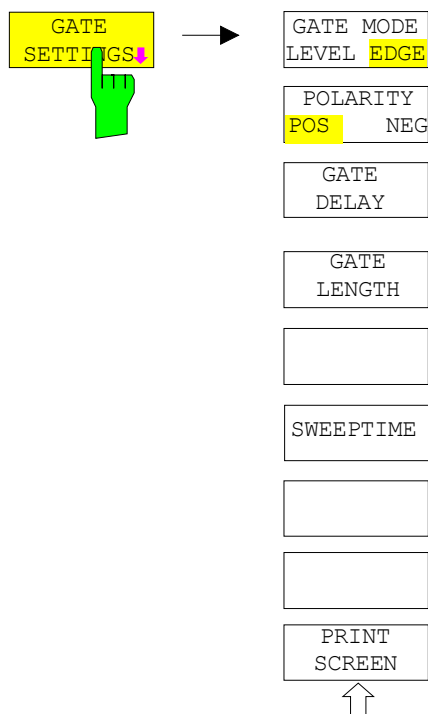 GATE
SETTINGS
GATE MODE
LEVEL EDGE
POLARITY
POS NEG
GATE
DELAY
GATE
LENGTH
SWEEPTIME
PRINT
SCREEN